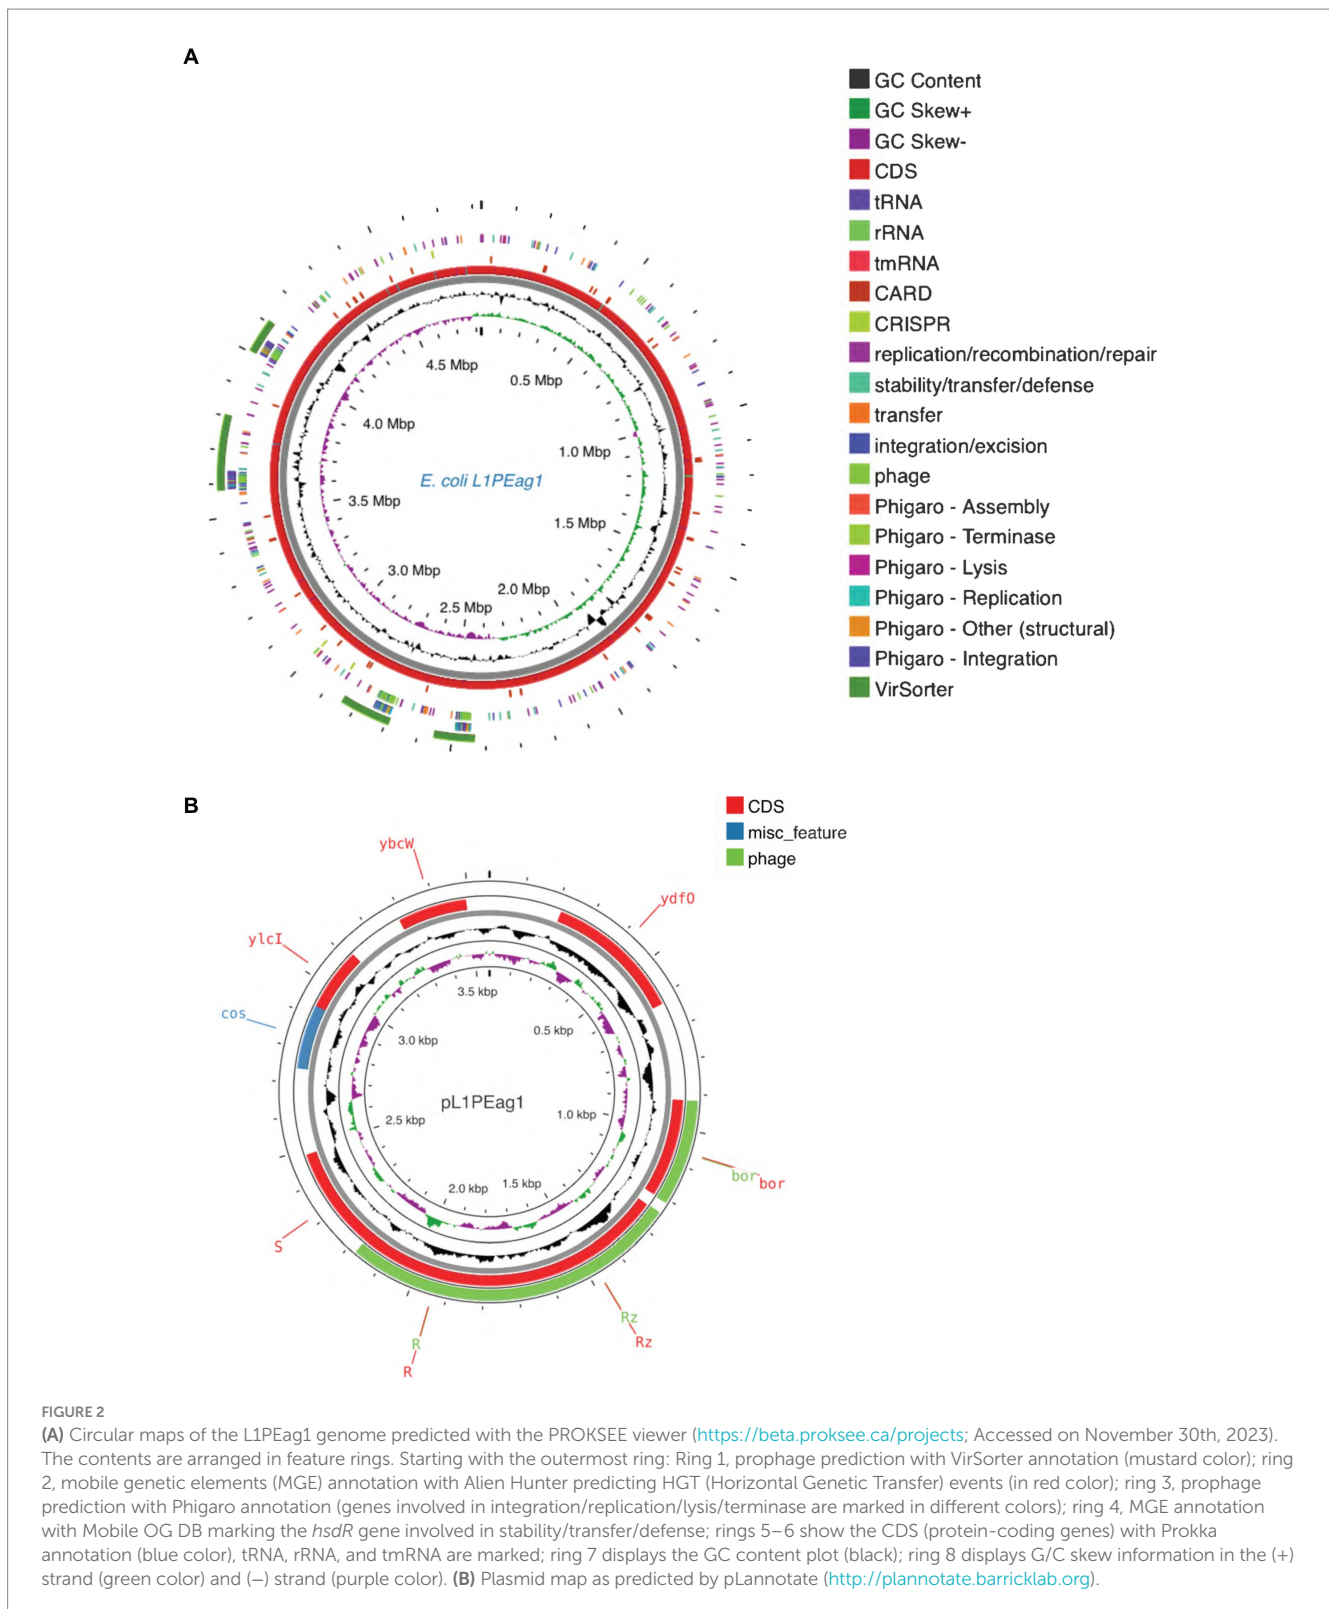 A
GC Content
GC Skew+
GC Skew-
CDS
tRNA
rRNA
tmRNA
CARD
CRISPR
replication/recombination/repair
stability/transfer/defense
transfer
integration/excision
phage
Phigaro - Assembly
Phigaro - Terminase
Phigaro - Lysis
Phigaro - Replication
Phigaro - Other (structural)
Phigaro - Integration
VirSorter
4.5 Mbp
0.5 Mbp
4.0 Mbp
1.0 Mbp
E. coli L1PEag1
3.5 Mbp
1.5 Mbp
3.0 Mbp
2.0 Mbp
2.5 Mbp
B
CDS
misc_feature
phage
ybcW
ydfO
ylcI
cos
3.5 kbp
0.5 kbp
3.0 kbp
pL1PEag1
1.0 kbp
2.5 kbp
2.0 kbp
1.5 kbp
bor
bor
S
Rz
Rz
R
R
FIGURE 2
(A) Circular maps of the L1PEag1 genome predicted with the PROKSEE viewer (https://beta.proksee.ca/projects; Accessed on November 30th, 2023).
The contents are arranged in feature rings. Starting with the outermost ring: Ring 1, prophage prediction with VirSorter annotation (mustard color); ring
2, mobile genetic elements (MGE) annotation with Alien Hunter predicting HGT (Horizontal Genetic Transfer) events (in red color); ring 3, prophage
prediction with Phigaro annotation (genes involved in integration/replication/lysis/terminase are marked in different colors); ring 4, MGE annotation
with Mobile OG DB marking the hsdR gene involved in stability/transfer/defense; rings 5–6 show the CDS (protein-coding genes) with Prokka
annotation (blue color), tRNA, rRNA, and tmRNA are marked; ring 7 displays the GC content plot (black); ring 8 displays G/C skew information in the (+)
strand (green color) and (−) strand (purple color). (B) Plasmid map as predicted by pLannotate (http://plannotate.barricklab.org).